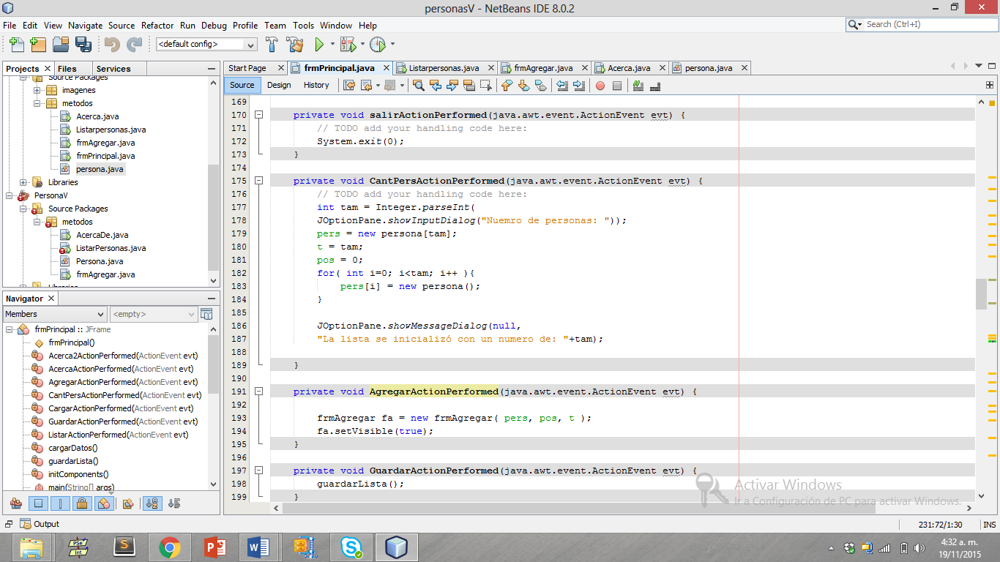 personasV - NetBeans IDE 8.0.2
File Edit View Navigate Source Refactor Run Debug Profile Team Tools Window Help
Search (Ctrl+I)
<default config>
Projects Files Services
Source Packages
imagenes
metodos
Acerca.java
Listarpersonas.java
frmAgregar.java
frmPrincipal.java
persona.java
Libraries
PersonaV
Source Packages
metodos
AcercaDe.java
ListarPersonas.java
Persona.java
frmAgregar.java
Libraries
Navigator
Members <empty>
frmPrincipal :: JFrame
frmPrincipal()
Acerca2ActionPerformed(ActionEvent evt)
AcercaActionPerformed(ActionEvent evt)
AgregarActionPerformed(ActionEvent evt)
CantPersActionPerformed(ActionEvent evt)
CargarActionPerformed(ActionEvent evt)
GuardarActionPerformed(ActionEvent evt)
ListarActionPerformed(ActionEvent evt)
cargarDatos()
guardarLista()
initComponents()
main(String[] args)
Start Page frmPrincipal.java Listarpersonas.java frmAgregar.java Acerca.java persona.java
Source Design History
169
170 private void salirActionPerformed(java.awt.event.ActionEvent evt) {
171 // TODO add your handling code here:
172 System.exit(0);
173 }
174
175 private void CantPersActionPerformed(java.awt.event.ActionEvent evt) {
176 // TODO add your handling code here:
177 int tam = Integer.parseInt(
178 JOptionPane.showInputDialog("Nuemro de personas: "));
179 pers = new persona[tam];
180 t = tam;
181 pos = 0;
182 for( int i=0; i<tam; i++ ){
183 pers[i] = new persona();
184 }
185
186 JOptionPane.showMessageDialog(null,
187 "La lista se inicializó con un numero de: "+tam);
188
189 }
190
191 private void AgregarActionPerformed(java.awt.event.ActionEvent evt) {
192
193 frmAgregar fa = new frmAgregar( pers, pos, t );
194 fa.setVisible(true);
195 }
196
197 private void GuardarActionPerformed(java.awt.event.ActionEvent evt) {
198 guardarLista();
199 }
Activar Windows
Ir a Configuración de PC para activar Windows.
Output
231:72/1:30 INS
4:32 a. m.
19/11/2015